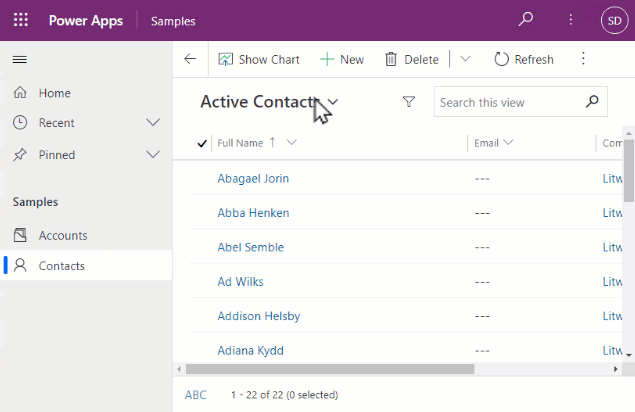 Power Apps Samples SD
Show Chart New Delete Refresh
Home
Recent
Pinned
Samples
Accounts
Contacts
Active Contacts Search this view
Full Name Email Com
Abagael Jorin --- Litw
Abba Henken --- Litw
Abel Semble --- Litw
Ad Wilks --- Litw
Addison Helsby --- Litw
Adiana Kydd --- Litw
ABC 1 - 22 of 22 (0 selected)